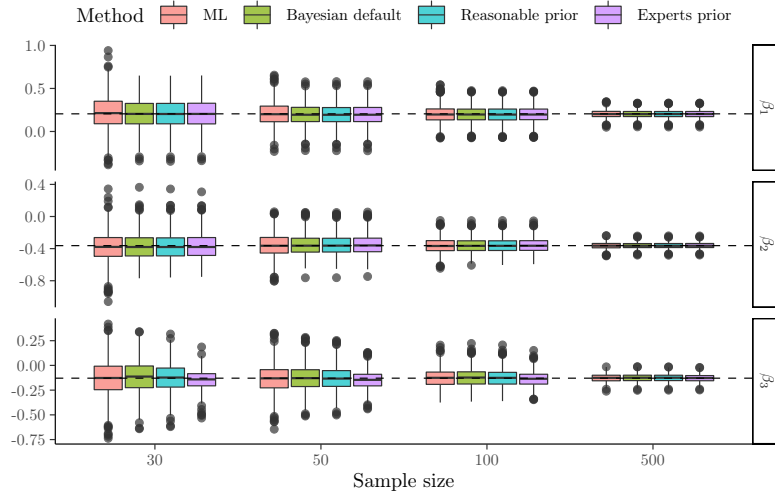 Method ML Bayesian default Reasonable prior Experts prior
1.0
0.5
0.0
β1
0.4
0.0
-0.4
-0.8
β2
0.25
0.00
-0.25
-0.50
-0.75
β3
30 50 100 500
Sample size